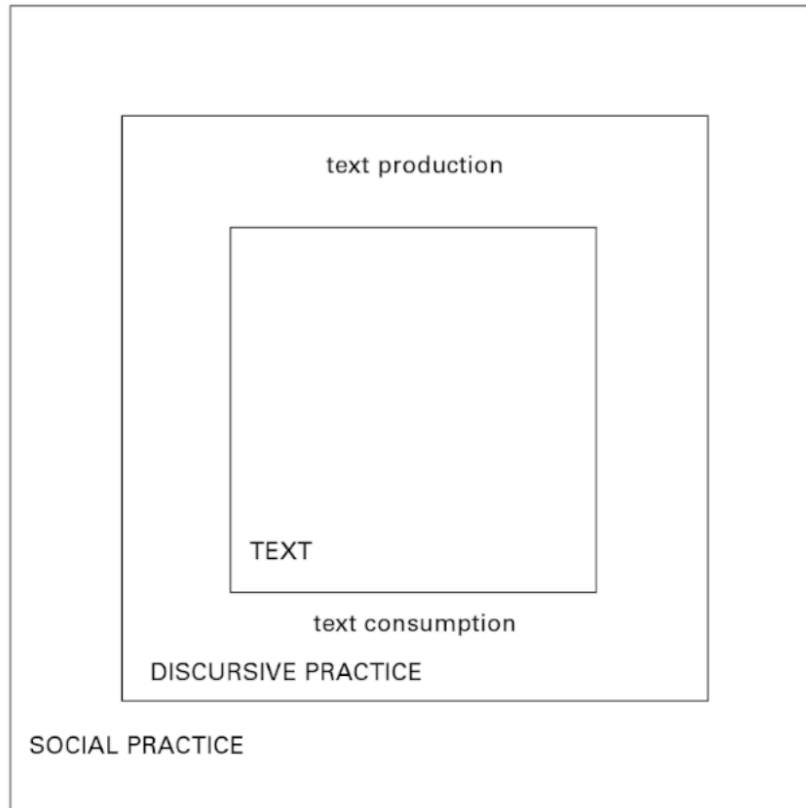 text production
TEXT
text consumption
DISCURSIVE PRACTICE
SOCIAL PRACTICE